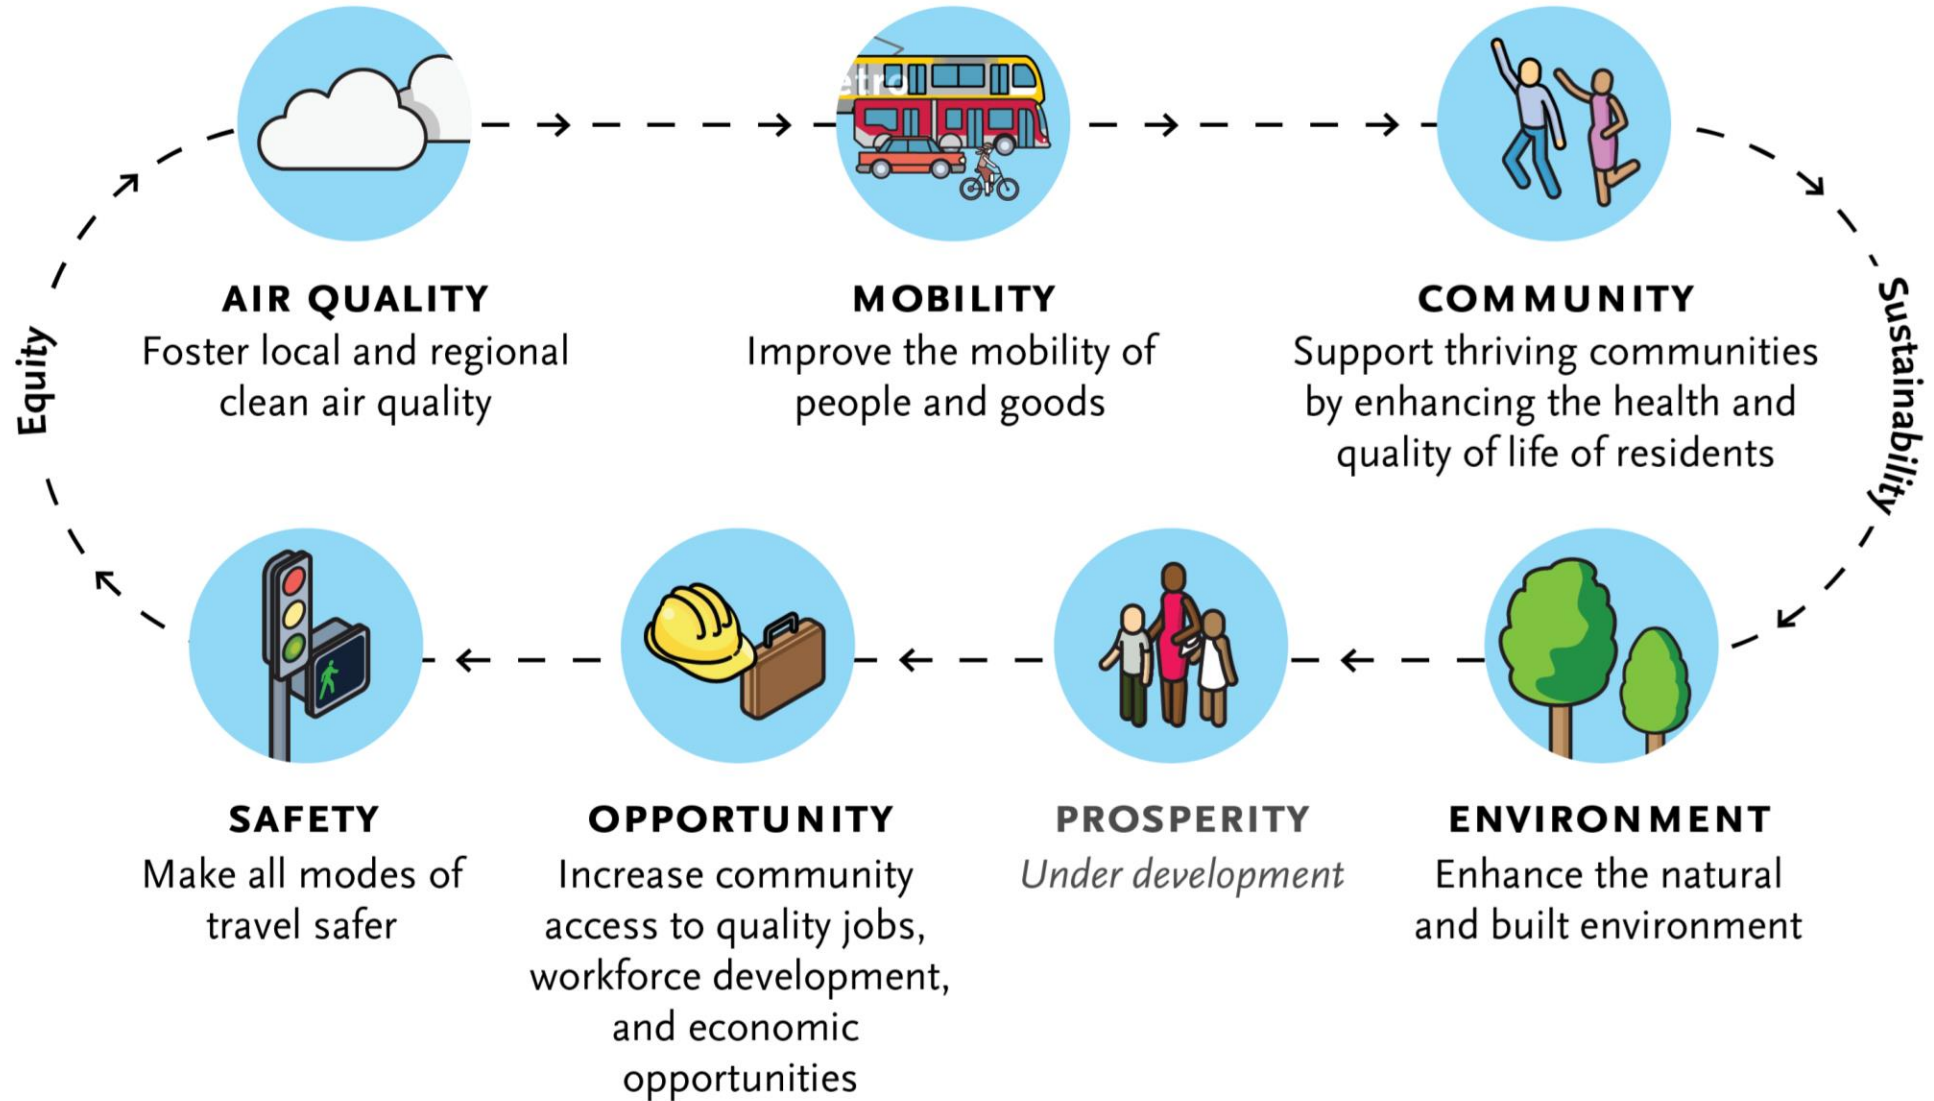 etro
AIR QUALITY
Foster local and regional
clean air quality
MOBILITY
Improve the mobility of
people and goods
COMMUNITY
Support thriving communities
by enhancing the health and
quality of life of residents
Equity
Sustainability
SAFETY
Make all modes of
travel safer
OPPORTUNITY
Increase community
access to quality jobs,
workforce development,
and economic
opportunities
PROSPERITY
Under development
ENVIRONMENT
Enhance the natural
and built environment